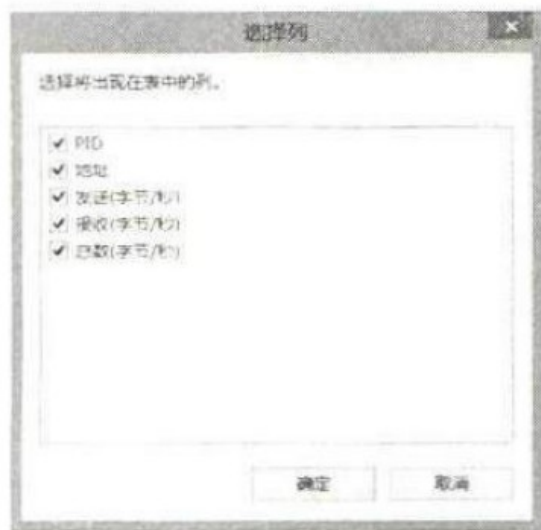 选择列
选择将出现在表中的列。
PID
地址
发送(字节/秒)
接收(字节/秒)
总数(字节/秒)
确定
取消